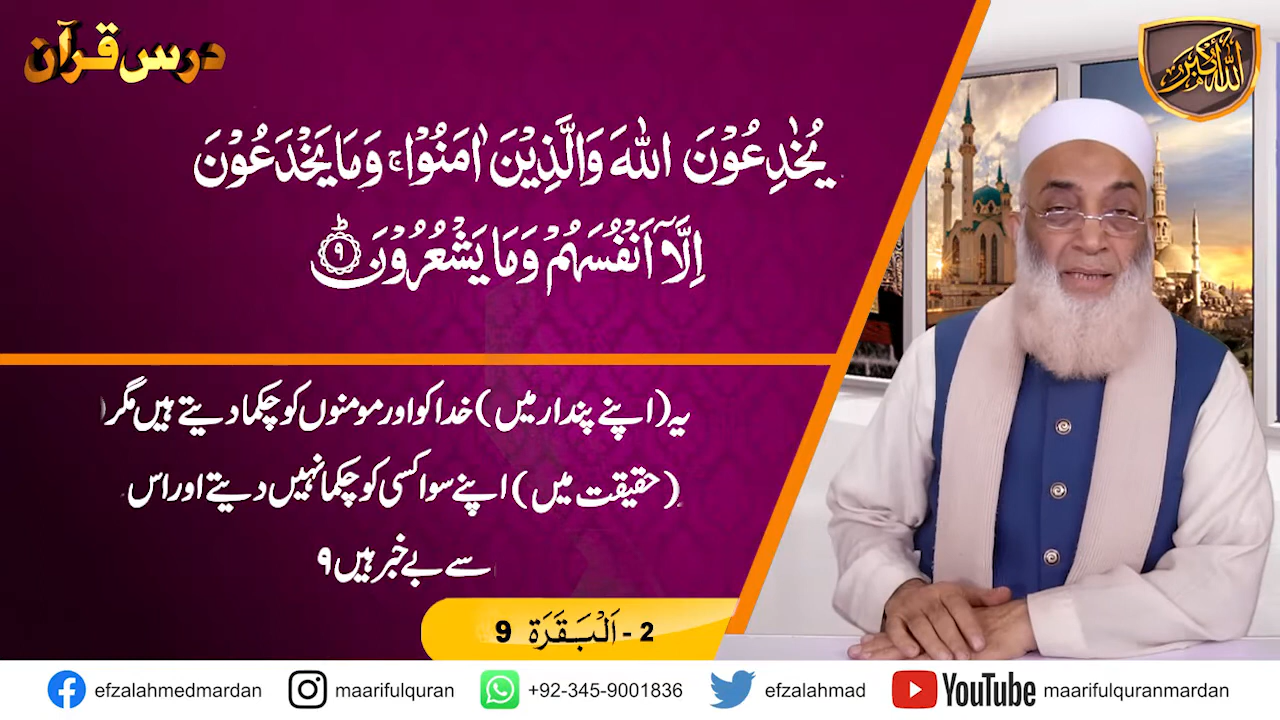 درس قرآن
الله أكبر
يُخٰدِعُوْنَ اللّٰهَ وَالَّذِيْنَ اٰمَنُوْاۚ وَمَا يَخْدَعُوْنَ
اِلَّاۤ اَنْفُسَهُمْ وَمَا يَشْعُرُوْنَؕ ۹
یہ (اپنے پندار میں) خدا کو اور مومنوں کو چکما دیتے ہیں مگر
(حقیقت میں) اپنے سوا کسی کو چکما نہیں دیتے اور اس
سے بے خبر ہیں ۹
2 - اَلْبَقَرَة 9
efzalahmedmardan maarifulquran +92-345-9001836 efzalahmad YouTube maarifulquranmardan